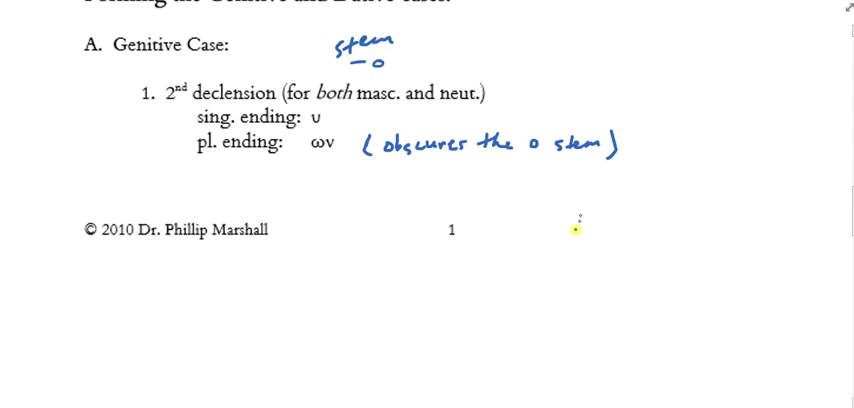 A. Genitive Case: stem
– o
1. 2nd declension (for both masc. and neut.)
sing. ending: υ
pl. ending: ων (obscures the o stem)
© 2010 Dr. Phillip Marshall 1